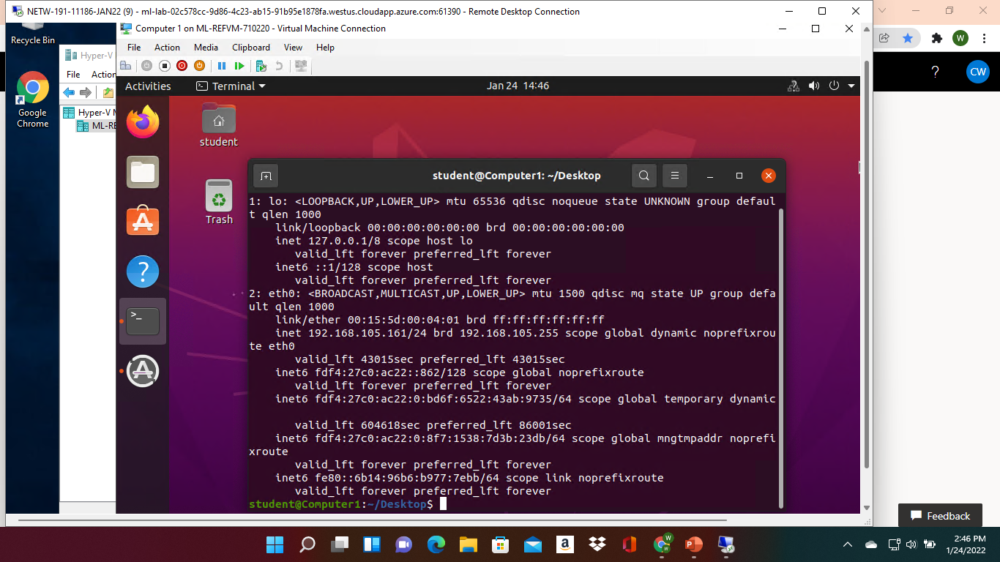 NETW-191-11186-JAN22 (9) - ml-lab-02c578cc-9d86-4c23-ab15-91b95e1878fa.westus.cloudapp.azure.com:61390 - Remote Desktop Connection
Recycle Bin
Computer 1 on ML-REFVM-710220 - Virtual Machine Connection
File Action Media Clipboard View Help
Hyper-V
File Action
Hyper-V M
ML-RE
Google
Chrome
W
?
CW
Activities
Terminal
Jan 24 14:46
student
Trash
student@Computer1: ~/Desktop
1: lo: <LOOPBACK,UP,LOWER_UP> mtu 65536 qdisc noqueue state UNKNOWN group defaul
t qlen 1000
link/loopback 00:00:00:00:00:00 brd 00:00:00:00:00:00
inet 127.0.0.1/8 scope host lo
valid_lft forever preferred_lft forever
inet6 ::1/128 scope host
valid_lft forever preferred_lft forever
2: eth0: <BROADCAST,MULTICAST,UP,LOWER_UP> mtu 1500 qdisc mq state UP group defa
ult qlen 1000
link/ether 00:15:5d:00:04:01 brd ff:ff:ff:ff:ff:ff
inet 192.168.105.161/24 brd 192.168.105.255 scope global dynamic noprefixrou
te eth0
valid_lft 43015sec preferred_lft 43015sec
inet6 fdf4:27c0:ac22::862/128 scope global noprefixroute
valid_lft forever preferred_lft forever
inet6 fdf4:27c0:ac22:0:bd6f:6522:43ab:9735/64 scope global temporary dynamic
valid_lft 604618sec preferred_lft 86001sec
inet6 fdf4:27c0:ac22:0:8f7:1538:7d3b:23db/64 scope global mngtmpaddr noprefi
xroute
valid_lft forever preferred_lft forever
inet6 fe80::6b14:96b6:b977:7ebb/64 scope link noprefixroute
valid_lft forever preferred_lft forever
student@Computer1:~/Desktop$
Feedback
2:46 PM
1/24/2022